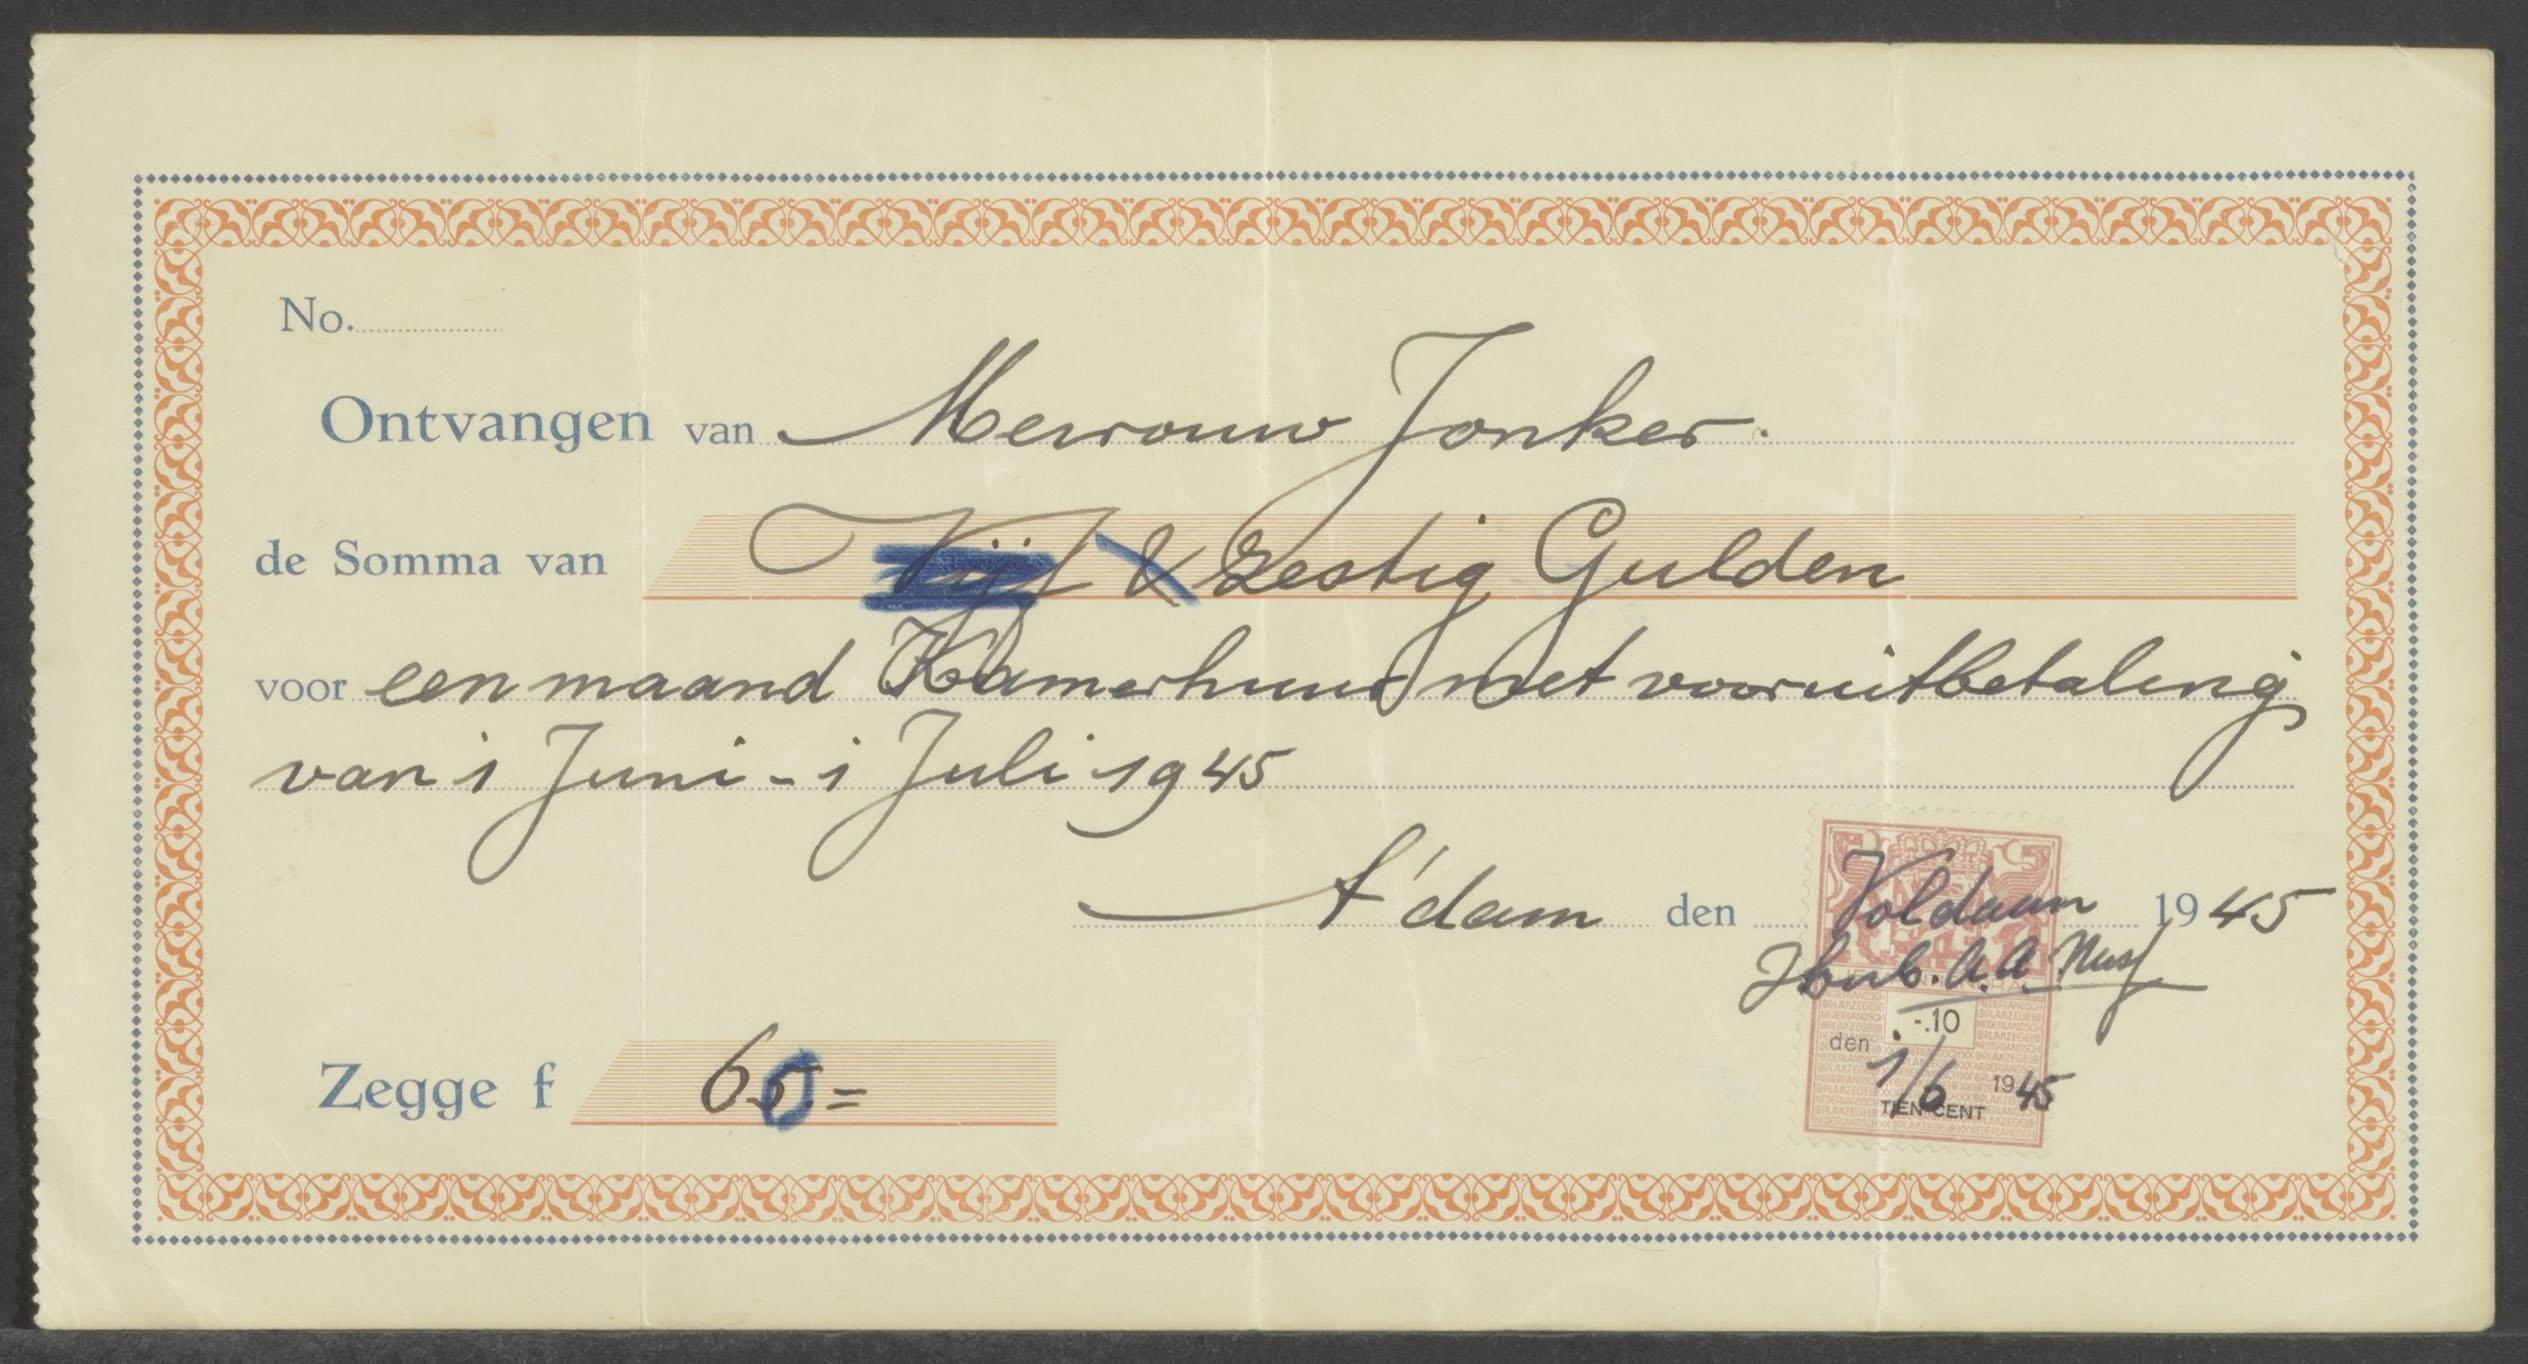 No.
Ontvangen van Mevrouw Jonker.
de Somma van Vijf & Zestig Gulden
voor een maand Kamerhuur met vooruitbetaling
van 1 Juni - 1 Juli 1945
A'dam den Voldaan 1945
A. A.
-.10
den 1/6 1945
TIEN CENT
Zegge f 60 =